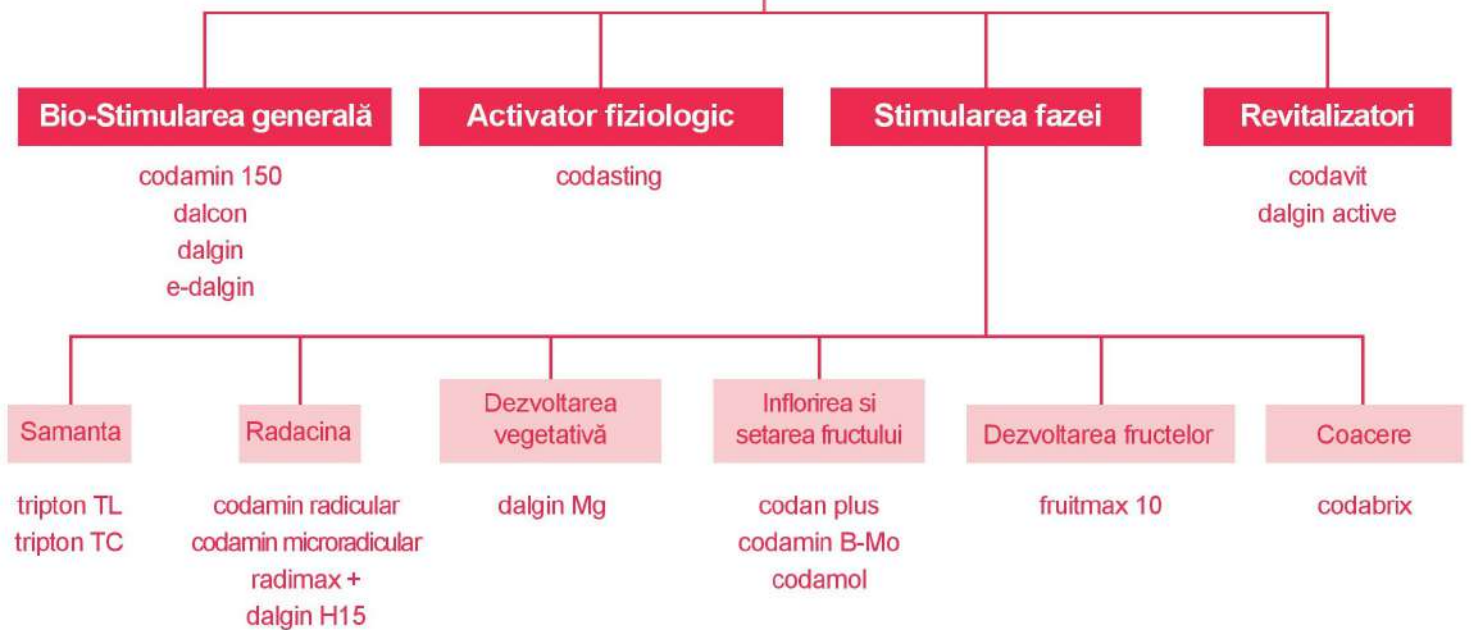 Bio-Stimularea generală
Activator fiziologic
Stimularea fazei
Revitalizatori
codamin 150
dalcon
dalgin
e-dalgin
codasting
codavit
dalgin active
Samanta
Radacina
Dezvoltarea
vegetativă
Inflorirea si
setarea fructului
Dezvoltarea fructelor
Coacere
tripton TL
tripton TC
codamin radicular
codamin microradicular
radimax +
dalgin H15
dalgin Mg
codan plus
codamin B-Mo
codamol
fruitmax 10
codabrix